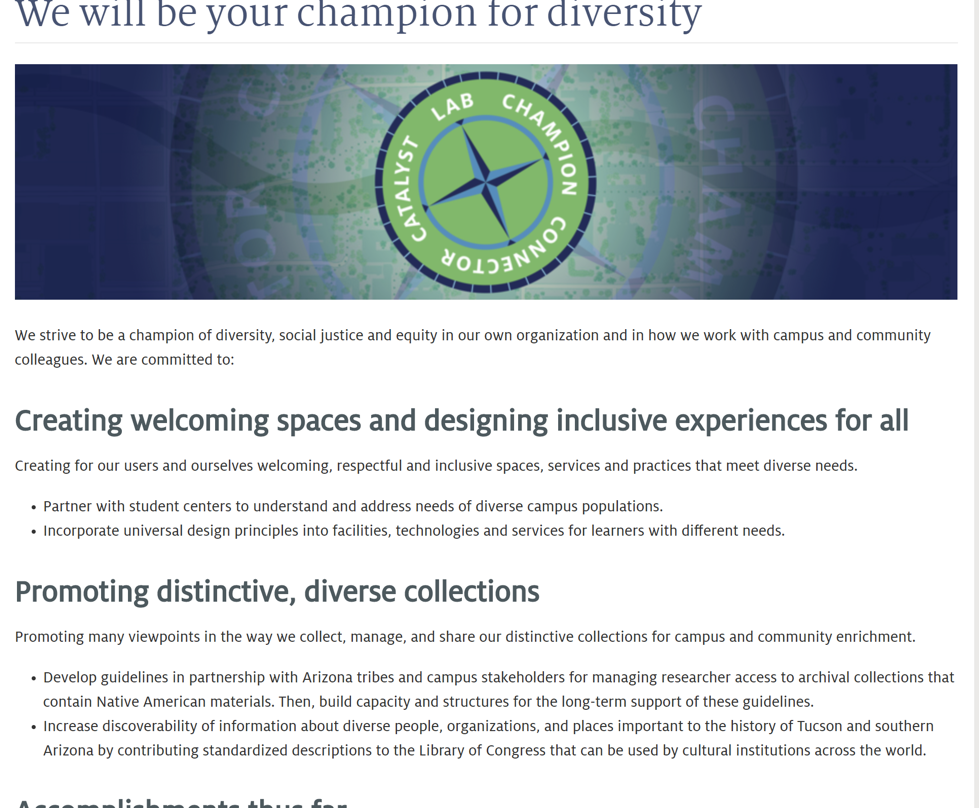 We will be your champion for diversity
LAB CHAMPION CONNECTOR CATALYST
We strive to be a champion of diversity, social justice and equity in our own organization and in how we work with campus and community
colleagues. We are committed to:
Creating welcoming spaces and designing inclusive experiences for all
Creating for our users and ourselves welcoming, respectful and inclusive spaces, services and practices that meet diverse needs.
• Partner with student centers to understand and address needs of diverse campus populations.
• Incorporate universal design principles into facilities, technologies and services for learners with different needs.
Promoting distinctive, diverse collections
Promoting many viewpoints in the way we collect, manage, and share our distinctive collections for campus and community enrichment.
• Develop guidelines in partnership with Arizona tribes and campus stakeholders for managing researcher access to archival collections that
contain Native American materials. Then, build capacity and structures for the long-term support of these guidelines.
• Increase discoverability of information about diverse people, organizations, and places important to the history of Tucson and southern
Arizona by contributing standardized descriptions to the Library of Congress that can be used by cultural institutions across the world.
Accomplishments thus far